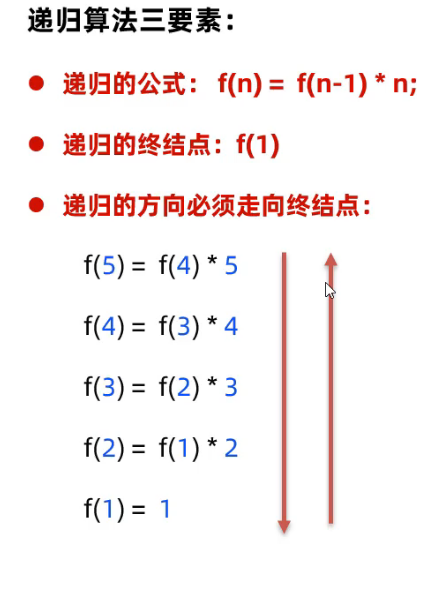 递归算法三要素：
● 递归的公式： f(n) = f(n-1) * n;
● 递归的终结点：f(1)
● 递归的方向必须走向终结点：
f(5) = f(4) * 5
f(4) = f(3) * 4
f(3) = f(2) * 3
f(2) = f(1) * 2
f(1) = 1